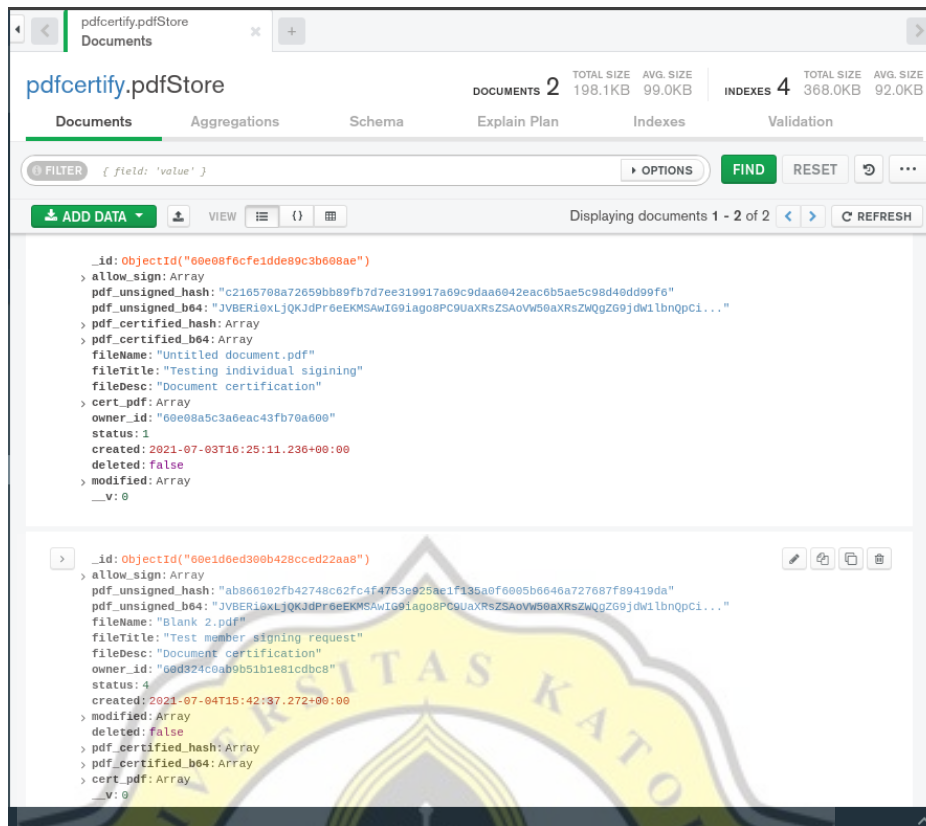 pdfcertify.pdfStore
Documents
pdfcertify.pdfStore
DOCUMENTS 2 TOTAL SIZE 198.1KB AVG. SIZE 99.0KB INDEXES 4 TOTAL SIZE 368.0KB AVG. SIZE 92.0KB
Documents Aggregations Schema Explain Plan Indexes Validation
FILTER { field: 'value' } OPTIONS FIND RESET
ADD DATA VIEW {} Displaying documents 1 - 2 of 2 REFRESH
_id: ObjectId("60e08f6cfe1dde89c3b608ae")
allow_sign: Array
pdf_unsigned_hash: "c2165708a72659bb89fb7d7ee319917a69c9daa6042eac6b5ae5c98d40dd99f6"
pdf_unsigned_b64: "JVBERi0xLjQKJdPr6eEKMSAwIG9iago8PC9UaXRsZSAoVW50aXRsZWQgZG9jdW1lbnQpCi..."
pdf_certified_hash: Array
pdf_certified_b64: Array
fileName: "Untitled document.pdf"
fileTitle: "Testing individual sigining"
fileDesc: "Document certification"
cert_pdf: Array
owner_id: "60e08a5c3a6eac43fb70a600"
status: 1
created: 2021-07-03T16:25:11.236+00:00
deleted: false
modified: Array
__v: 0
_id: ObjectId("60e1d6ed300b428cced22aa8")
allow_sign: Array
pdf_unsigned_hash: "ab866102fb42748c62fc4f4753e925ae1f135a0f6005b6646a727687f89419da"
pdf_unsigned_b64: "JVBERi0xLjQKJdPr6eEKMSAwIG9iago8PC9UaXRsZSAoVW50aXRsZWQgZG9jdW1lbnQpCi..."
fileName: "Blank 2.pdf"
fileTitle: "Test member signing request"
fileDesc: "Document certification"
owner_id: "60d324c0ab9b51b1e81cdbc8"
status: 4
created: 2021-07-04T15:42:37.272+00:00
modified: Array
deleted: false
pdf_certified_hash: Array
pdf_certified_b64: Array
cert_pdf: Array
__v: 0
ERSITAS KATO